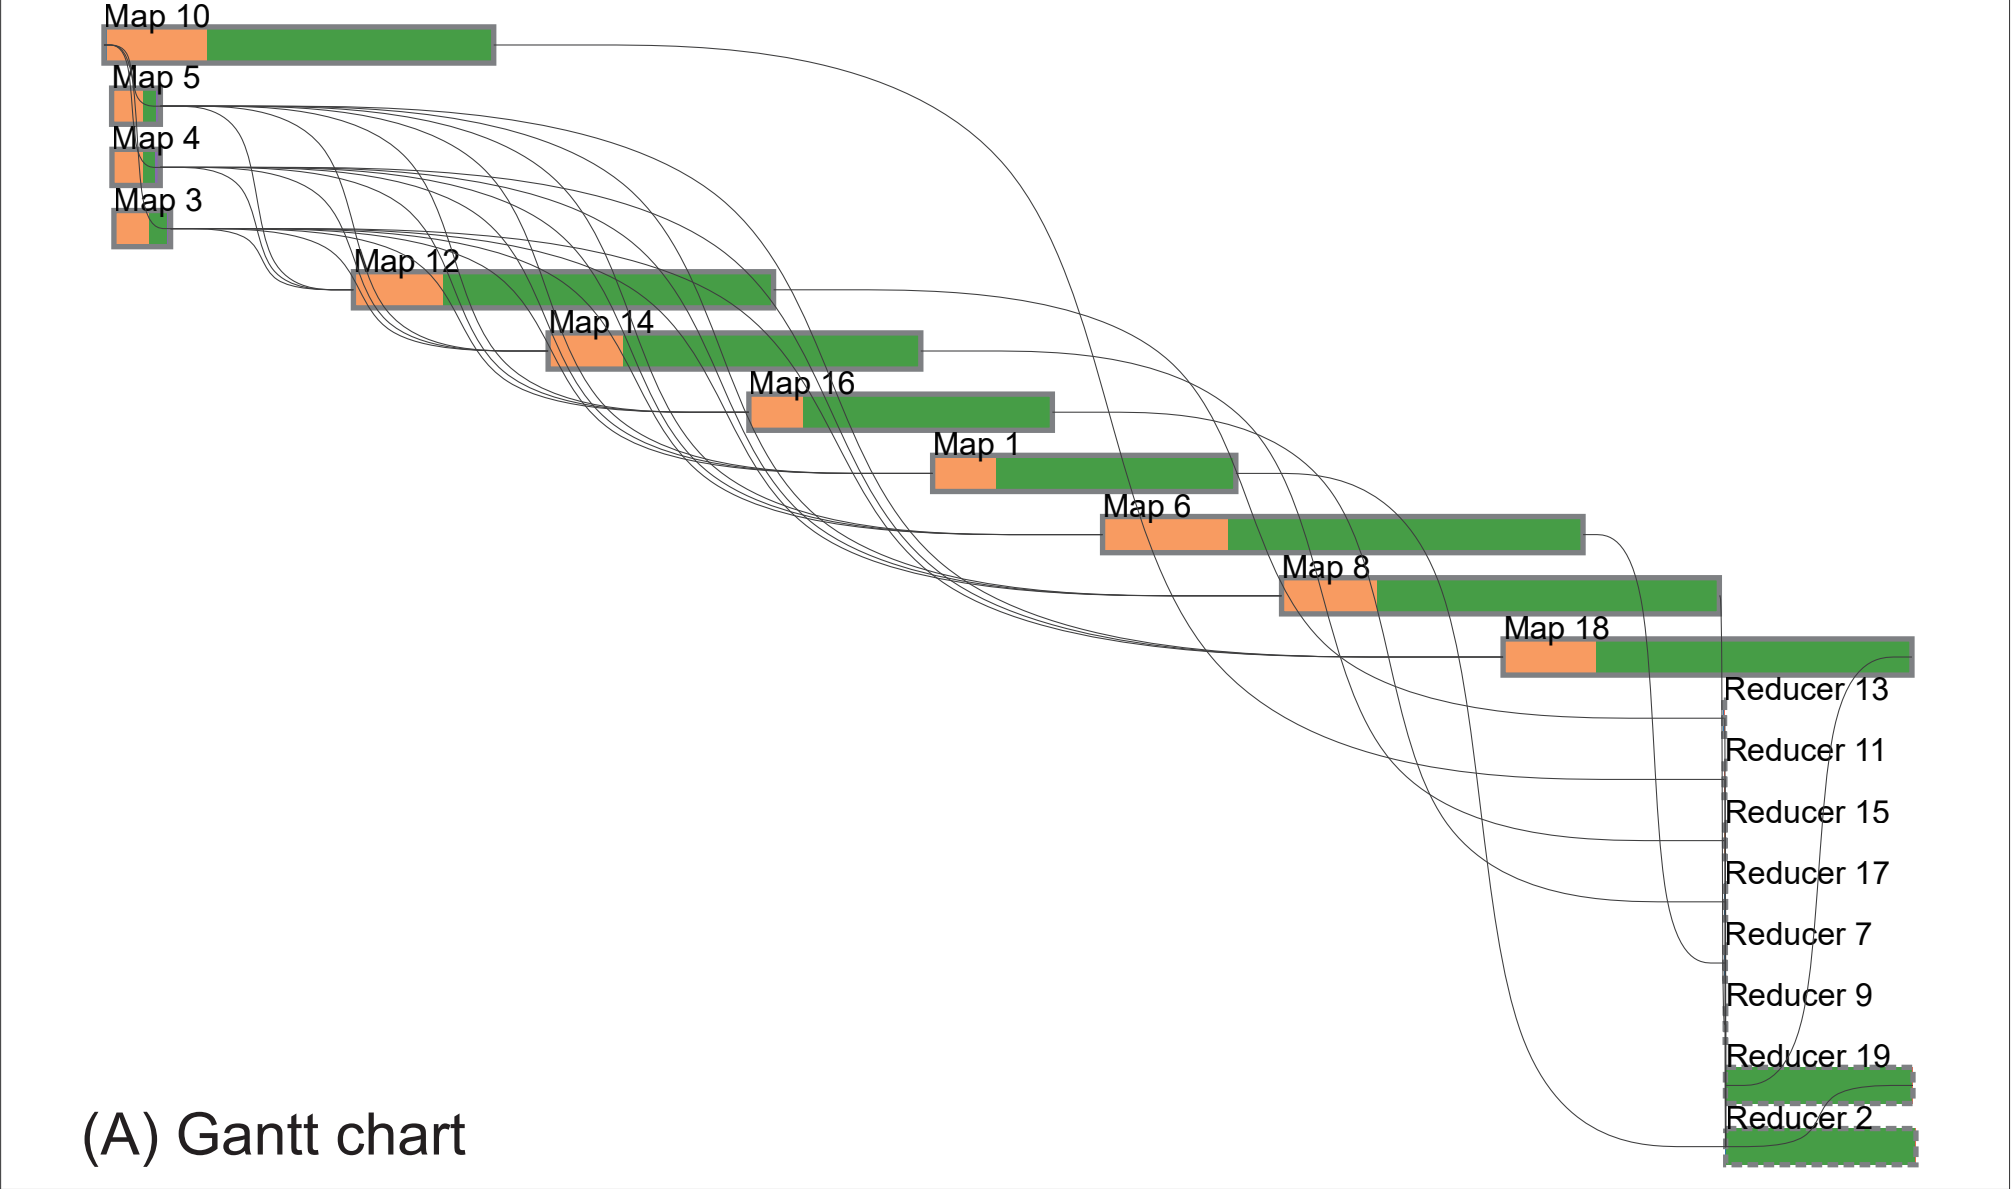 Map 10
Map 5
Map 4
Map 3
Map 12
Map 14
Map 16
Map 1
Map 6
Map 8
Map 18
Reducer 13
Reducer 11
Reducer 15
Reducer 17
Reducer 7
Reducer 9
Reducer 19
Reducer 2
(A) Gantt chart